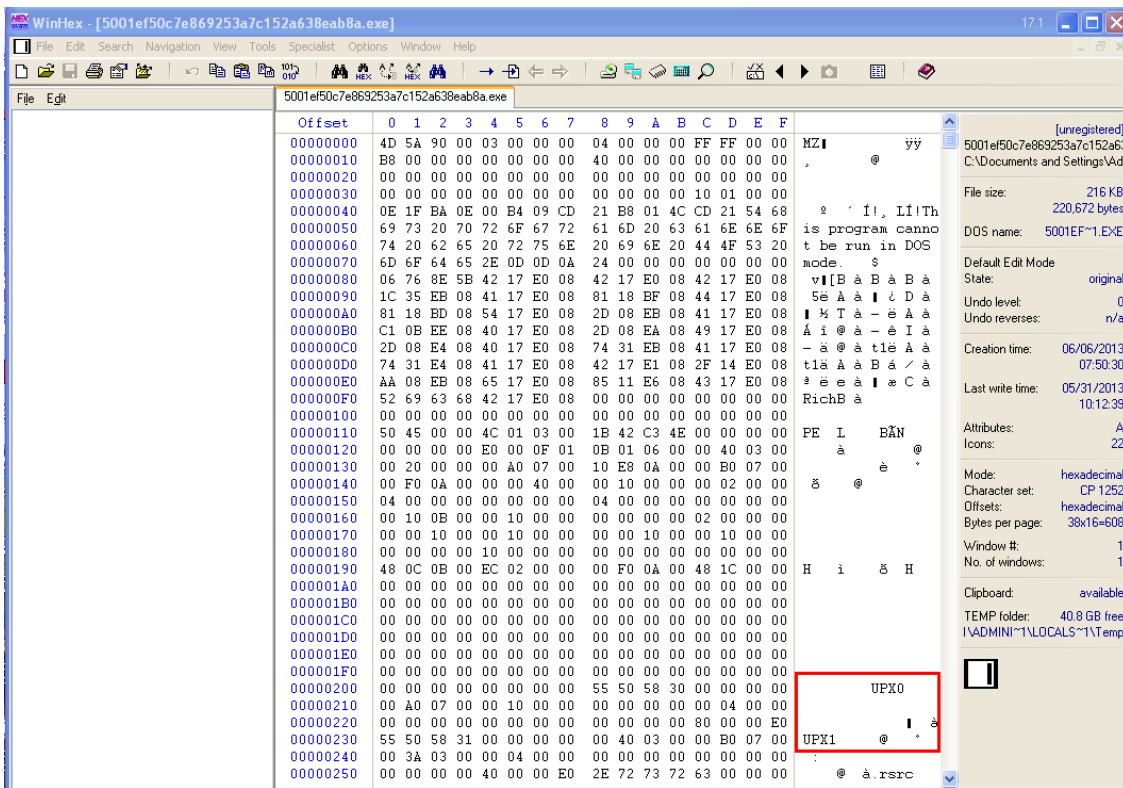 WinHex - [5001ef50c7e869253a7c152a638eab8a.exe] 17.1
File Edit Search Navigation View Tools Specialist Options Window Help
File Edit
5001ef50c7e869253a7c152a638eab8a.exe
Offset 0 1 2 3 4 5 6 7 8 9 A B C D E F
00000000 4D 5A 90 00 03 00 00 00 04 00 00 00 FF FF 00 00 MZ ÿÿ
00000010 B8 00 00 00 00 00 00 00 40 00 00 00 00 00 00 00 ¸ @
00000020 00 00 00 00 00 00 00 00 00 00 00 00 00 00 00 00
00000030 00 00 00 00 00 00 00 00 00 00 00 00 10 01 00 00
00000040 0E 1F BA 0E 00 B4 09 CD 21 B8 01 4C CD 21 54 68 º ´ Í!¸ LÍ!Th
00000050 69 73 20 70 72 6F 67 72 61 6D 20 63 61 6E 6E 6F is program canno
00000060 74 20 62 65 20 72 75 6E 20 69 6E 20 44 4F 53 20 t be run in DOS
00000070 6D 6F 64 65 2E 0D 0D 0A 24 00 00 00 00 00 00 00 mode. $
00000080 06 76 8E 5B 42 17 E0 08 42 17 E0 08 42 17 E0 08 v [B à B à B à
00000090 1C 35 EB 08 41 17 E0 08 81 18 BF 08 44 17 E0 08 5ë A à ¿ D à
000000A0 81 18 BD 08 54 17 E0 08 2D 08 EB 08 41 17 E0 08 ½ T à - ë A à
000000B0 C1 0B EE 08 40 17 E0 08 2D 08 EA 08 49 17 E0 08 Á î @ à - ê I à
000000C0 2D 08 E4 08 40 17 E0 08 74 31 EB 08 41 17 E0 08 - ä @ à t1ë A à
000000D0 74 31 E4 08 41 17 E0 08 42 17 E1 08 2F 14 E0 08 t1ä A à B á / à
000000E0 AA 08 EB 08 65 17 E0 08 85 11 E6 08 43 17 E0 08 ª ë e à æ C à
000000F0 52 69 63 68 42 17 E0 08 00 00 00 00 00 00 00 00 RichB à
00000100 00 00 00 00 00 00 00 00 00 00 00 00 00 00 00 00
00000110 50 45 00 00 4C 01 03 00 1B 42 C3 4E 00 00 00 00 PE L BÃN
00000120 00 00 00 00 E0 00 0F 01 0B 01 06 00 00 40 03 00 à @
00000130 00 20 00 00 00 A0 07 00 10 E8 0A 00 00 B0 07 00 è °
00000140 00 F0 0A 00 00 00 40 00 00 10 00 00 00 02 00 00 ð @
00000150 04 00 00 00 00 00 00 00 04 00 00 00 00 00 00 00
00000160 00 10 0B 00 00 10 00 00 00 00 00 00 02 00 00 00
00000170 00 00 10 00 00 10 00 00 00 00 10 00 00 10 00 00
00000180 00 00 00 00 10 00 00 00 00 00 00 00 00 00 00 00
00000190 48 0C 0B 00 EC 02 00 00 00 F0 0A 00 48 1C 00 00 H ì ð H
000001A0 00 00 00 00 00 00 00 00 00 00 00 00 00 00 00 00
000001B0 00 00 00 00 00 00 00 00 00 00 00 00 00 00 00 00
000001C0 00 00 00 00 00 00 00 00 00 00 00 00 00 00 00 00
000001D0 00 00 00 00 00 00 00 00 00 00 00 00 00 00 00 00
000001E0 00 00 00 00 00 00 00 00 00 00 00 00 00 00 00 00
000001F0 00 00 00 00 00 00 00 00 00 00 00 00 00 00 00 00
00000200 00 00 00 00 00 00 00 00 55 50 58 30 00 00 00 00 UPX0
00000210 00 A0 07 00 00 10 00 00 00 00 00 00 00 04 00 00
00000220 00 00 00 00 00 00 00 00 00 00 00 00 80 00 00 E0 à
00000230 55 50 58 31 00 00 00 00 00 40 03 00 00 B0 07 00 UPX1 @ °
00000240 00 3A 03 00 00 04 00 00 00 00 00 00 00 00 00 00 :
00000250 00 00 00 00 40 00 00 E0 2E 72 73 72 63 00 00 00 @ à.rsrc
[unregistered]
5001ef50c7e869253a7c152a63
C:\Documents and Settings\Ad
File size: 216 KB
220,672 bytes
DOS name: 5001EF~1.EXE
Default Edit Mode
State: original
Undo level: 0
Undo reverses: n/a
Creation time: 06/06/2013
07:50:30
Last write time: 05/31/2013
10:12:39
Attributes: A
Icons: 22
Mode: hexadecimal
Character set: CP 1252
Offsets: hexadecimal
Bytes per page: 38x16=608
Window #: 1
No. of windows: 1
Clipboard: available
TEMP folder: 40.8 GB free
\ADMINI~1\LOCALS~1\Temp